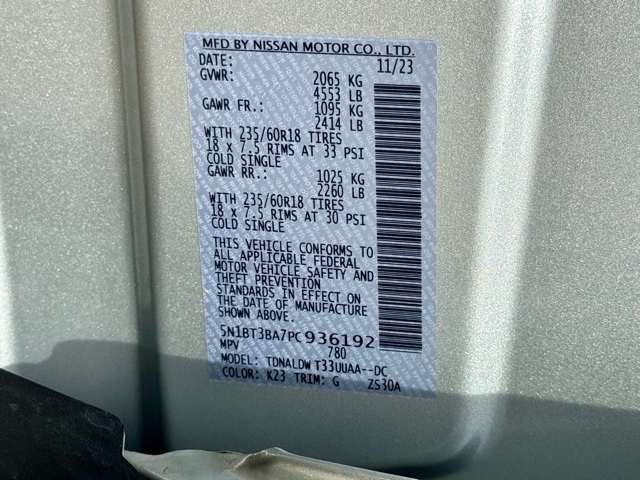 MFD BY NISSAN MOTOR CO., LTD.
DATE: 11/23
GVWR: 2065 KG
4553 LB
GAWR FR.: 1095 KG
2414 LB
WITH 235/60R18 TIRES
18 x 7.5 RIMS AT 33 PSI
COLD SINGLE
GAWR RR.: 1025 KG
2260 LB
WITH 235/60R18 TIRES
18 x 7.5 RIMS AT 30 PSI
COLD SINGLE
THIS VEHICLE CONFORMS TO
ALL APPLICABLE FEDERAL
MOTOR VEHICLE SAFETY AND
THEFT PREVENTION
STANDARDS IN EFFECT ON
THE DATE OF MANUFACTURE
SHOWN ABOVE.
5N1BT3BA7PC936192
MPV 780
MODEL: TDNALDW T33UUAA--DC
COLOR: K23 TRIM: G ZS30A